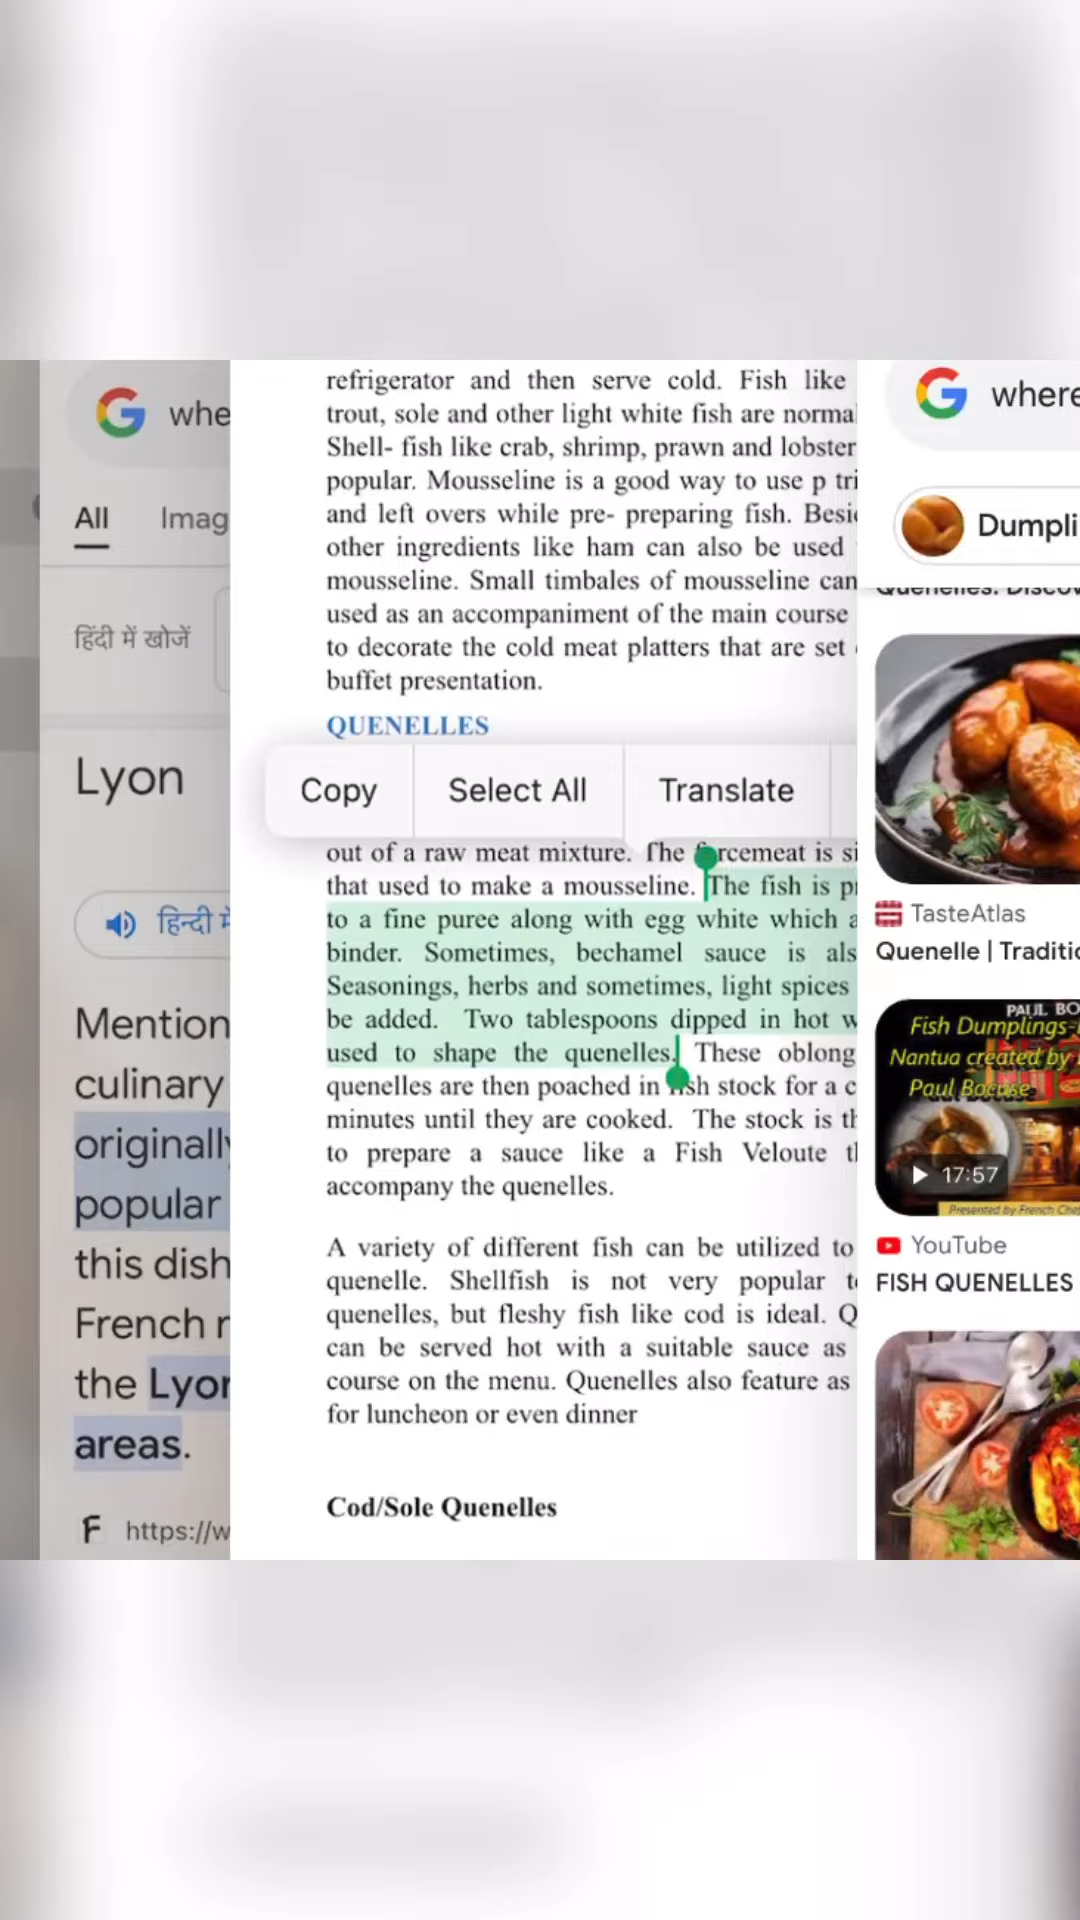 whe
All Imag
हिंदी में खोजें
Lyon
हिन्दी में
Mention
culinary
originally
popular
this dish
French r
the Lyon
areas.
F https://w
refrigerator and then serve cold. Fish like
trout, sole and other light white fish are normal
Shell- fish like crab, shrimp, prawn and lobster
popular. Mousseline is a good way to use p tri
and left overs while pre- preparing fish. Besid
other ingredients like ham can also be used
mousseline. Small timbales of mousseline can
used as an accompaniment of the main course
to decorate the cold meat platters that are set
buffet presentation.
QUENELLES
Copy Select All Translate
out of a raw meat mixture. The forcemeat is si
that used to make a mousseline. The fish is p
to a fine puree along with egg white which a
binder. Sometimes, bechamel sauce is als
Seasonings, herbs and sometimes, light spices
be added. Two tablespoons dipped in hot w
used to shape the quenelles. These oblong
quenelles are then poached in fish stock for a c
minutes until they are cooked. The stock is th
to prepare a sauce like a Fish Veloute th
accompany the quenelles.
A variety of different fish can be utilized to
quenelle. Shellfish is not very popular to
quenelles, but fleshy fish like cod is ideal. Q
can be served hot with a suitable sauce as
course on the menu. Quenelles also feature as
for luncheon or even dinner
Cod/Sole Quenelles
where
Dumpli
Quenelles. Discov
TasteAtlas
Quenelle | Traditio
PAUL BO
Fish Dumplings-
Nantua created by
Paul Bocuse
17:57
Presented by French Che
YouTube
FISH QUENELLES